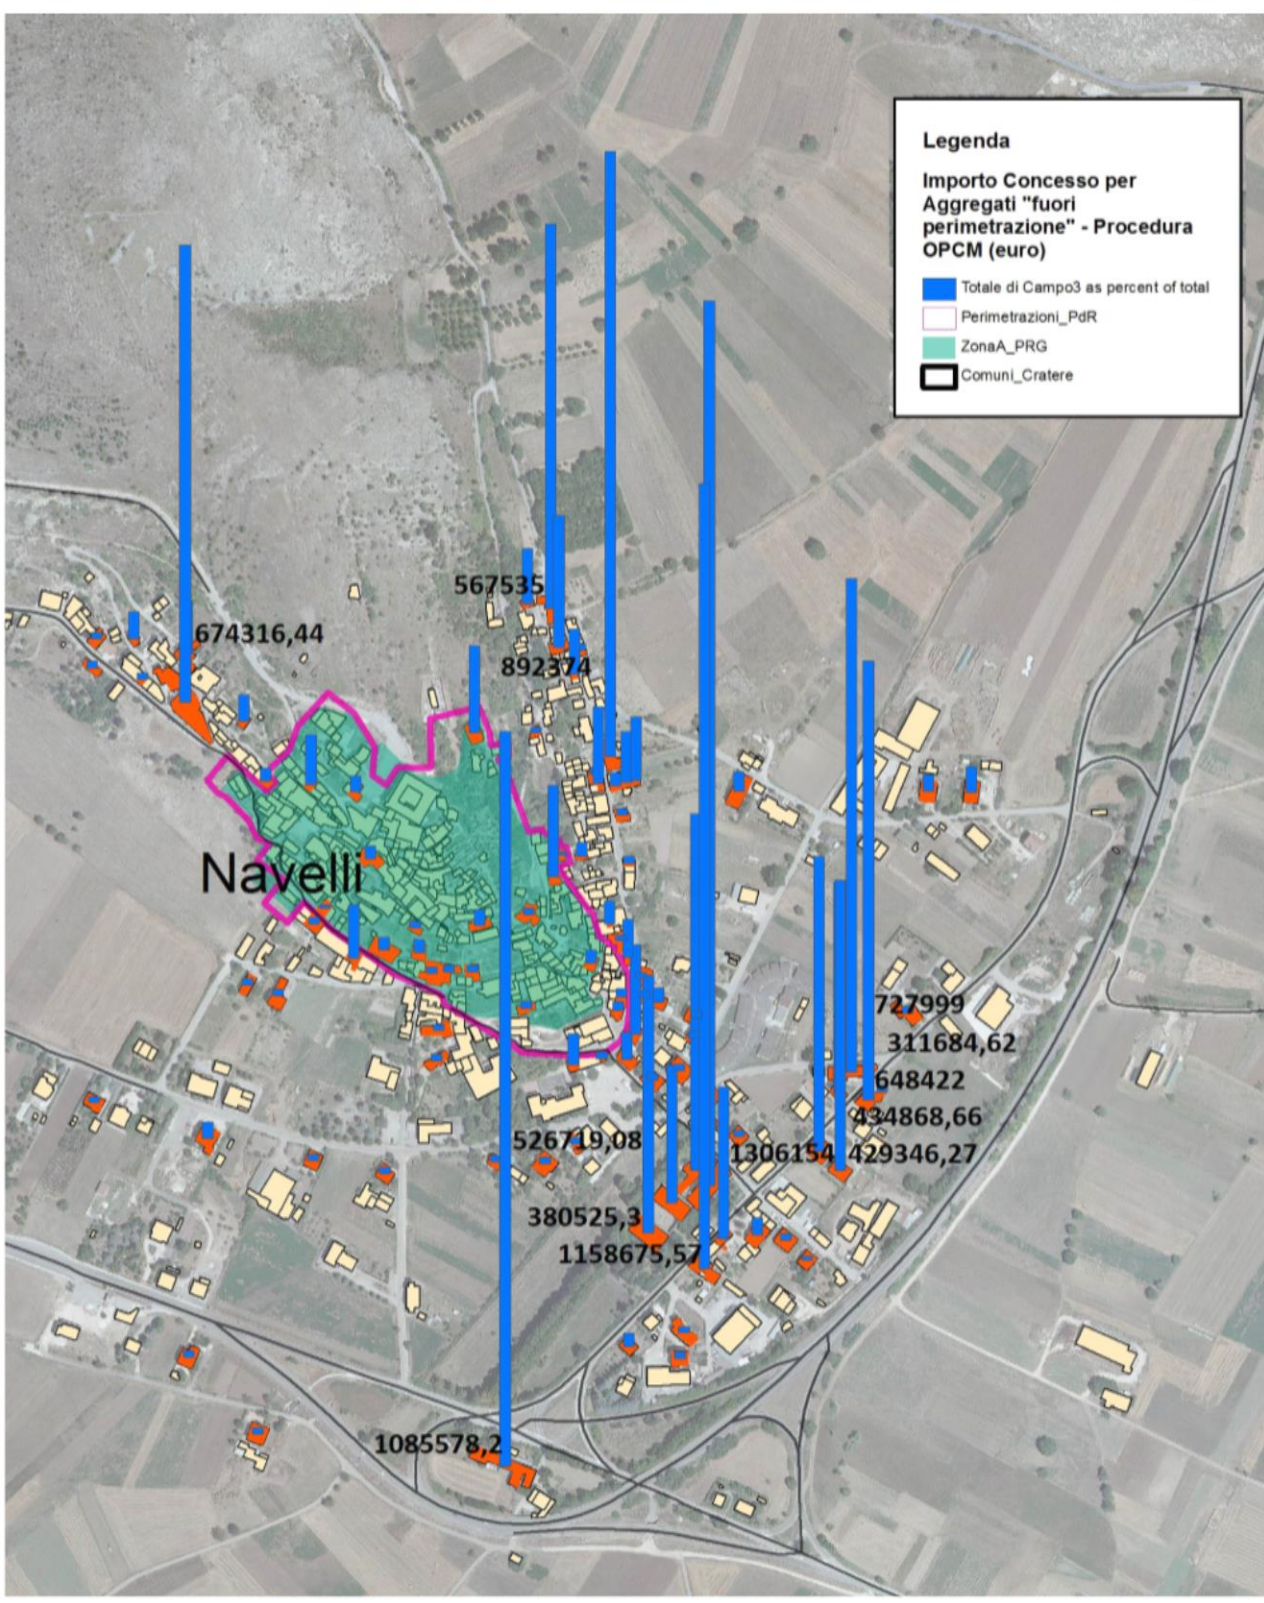 Legenda
Importo Concesso per
Aggregati "fuori
perimetrazione" - Procedura
OPCM (euro)
Totale di Campo3 as percent of total
Perimetrazioni_PdR
ZonaA_PRG
Comuni_Cratere
567535
674316,44
892374
Navelli
727999
311684,62
648422
434868,66
526719,08
1306154
429346,27
380525,3
1158675,57
1085578,2